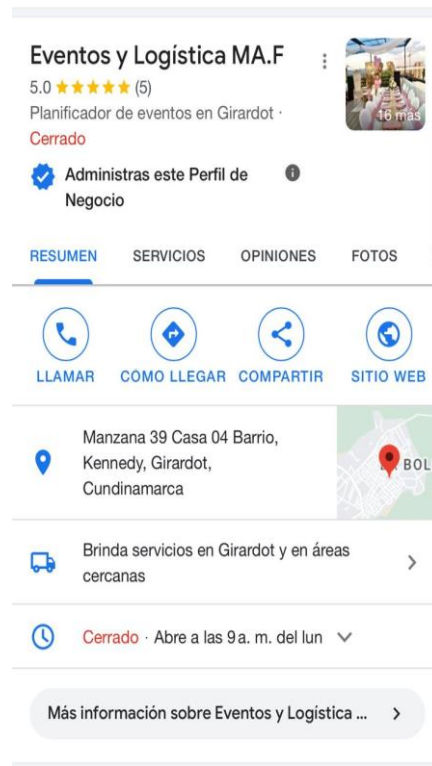 Eventos y Logística MA.F
5.0 ★★★★★ (5)
Planificador de eventos en Girardot ·
Cerrado
16 más
Administras este Perfil de
Negocio
RESUMEN SERVICIOS OPINIONES FOTOS
LLAMAR CÓMO LLEGAR COMPARTIR SITIO WEB
Manzana 39 Casa 04 Barrio,
Kennedy, Girardot,
Cundinamarca
BOL
Brinda servicios en Girardot y en áreas
cercanas
Cerrado · Abre a las 9 a. m. del lun
Más información sobre Eventos y Logística ...